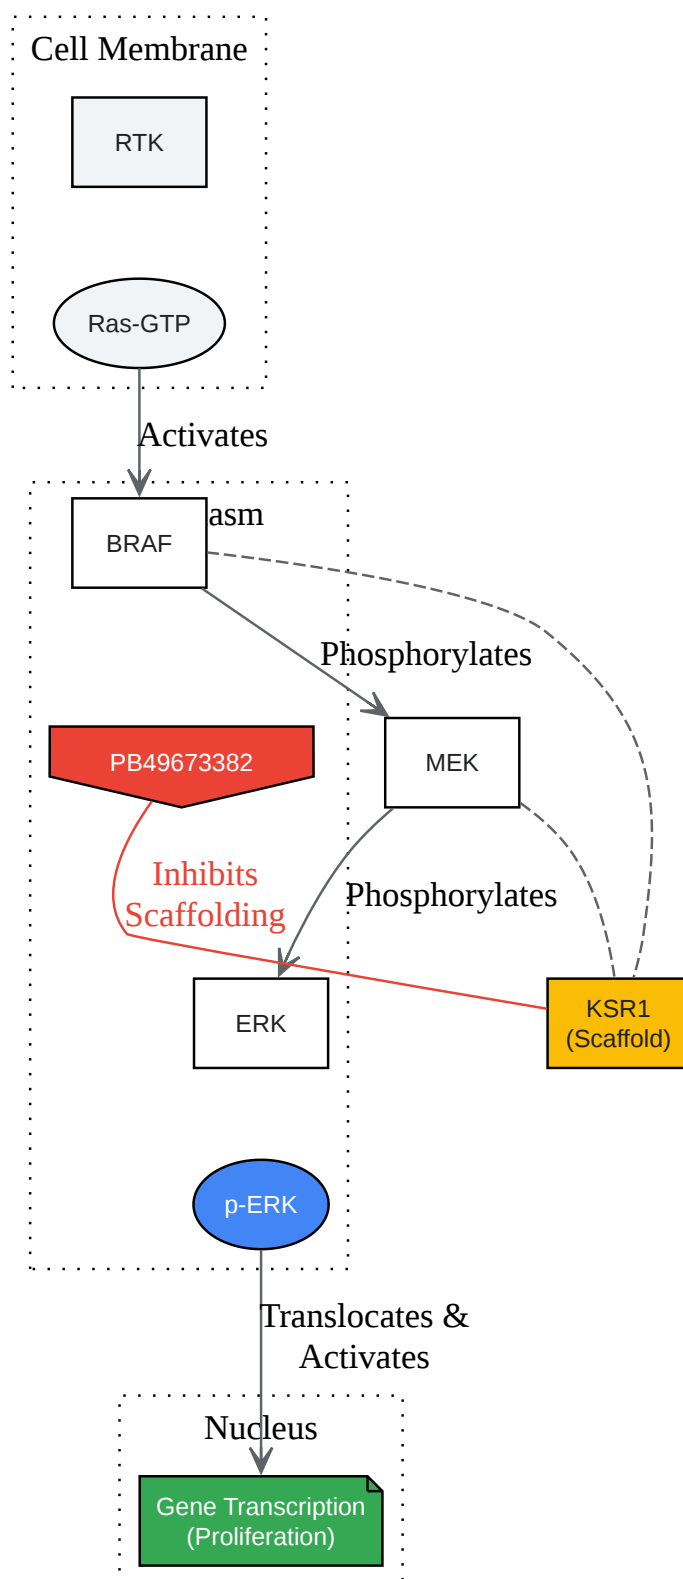 Cell Membrane
RTK
Ras-GTP
Activates
asm
BRAF
Phosphorylates
PB49673382
MEK
Inhibits
Scaffolding
Phosphorylates
ERK
KSR1
(Scaffold)
p-ERK
Translocates &
Activates
Nucleus
Gene Transcription
(Proliferation)